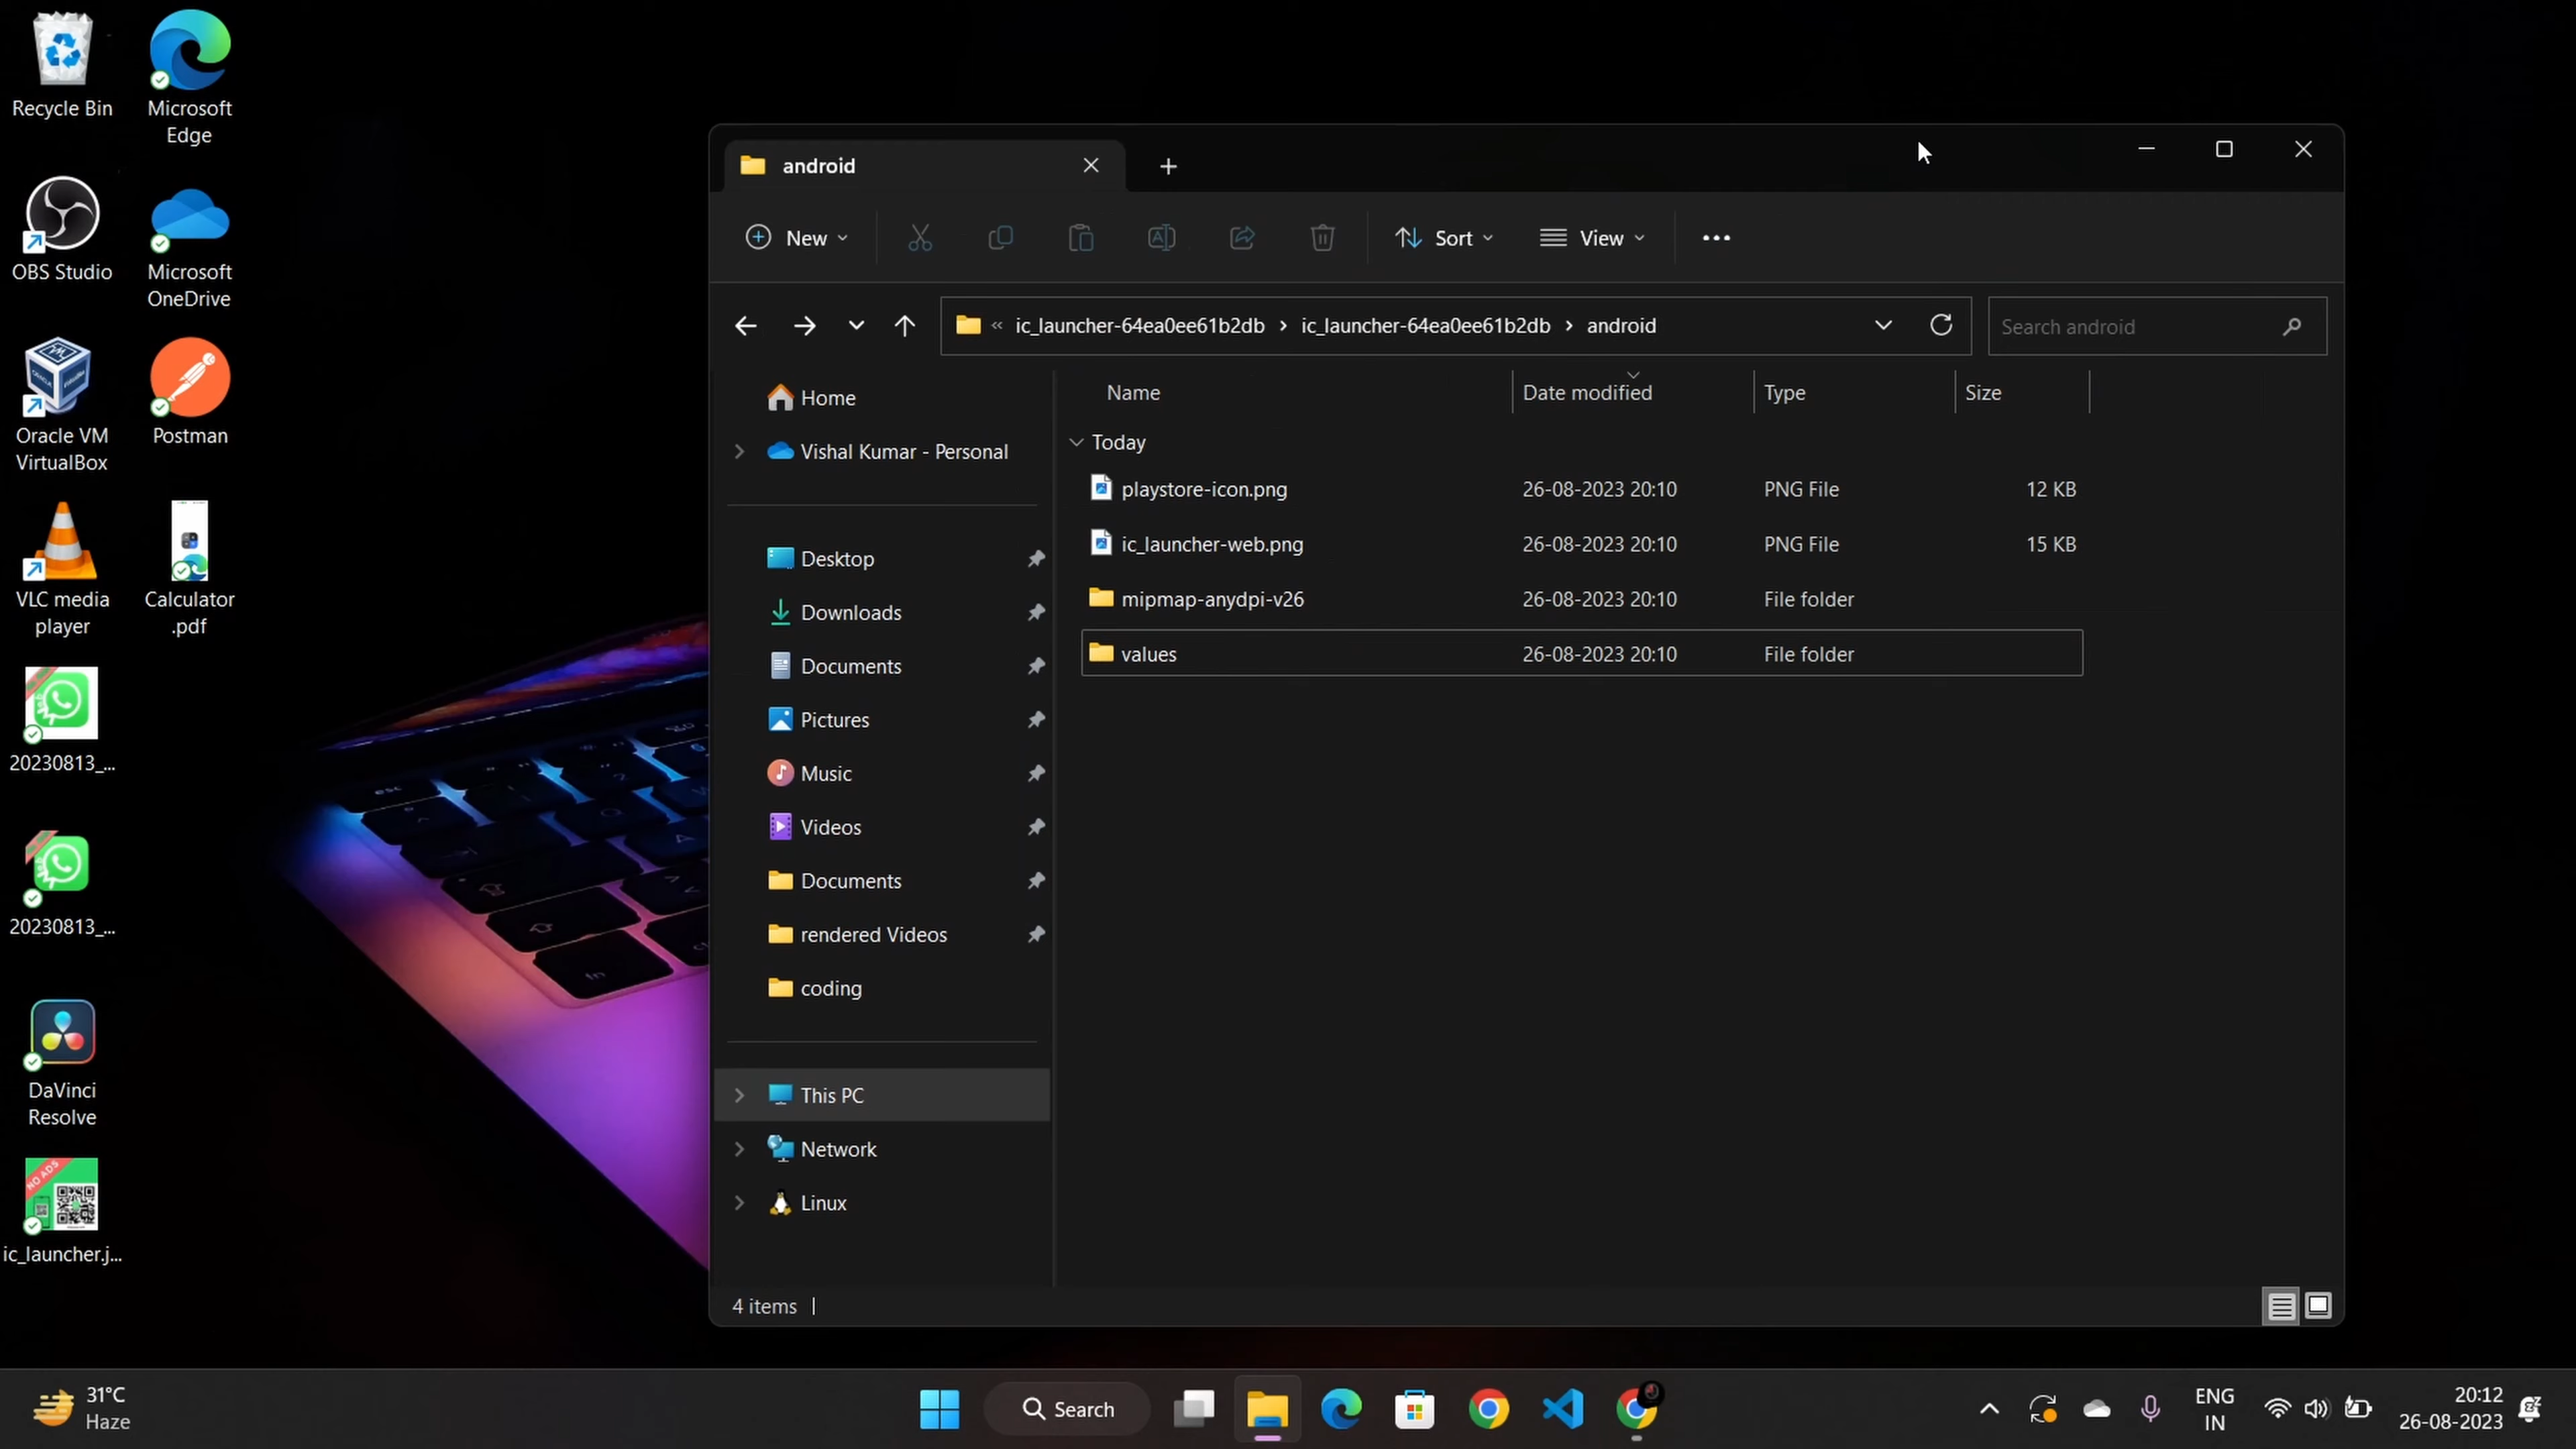 Recycle Bin
Microsoft
Edge
OBS Studio
Microsoft
OneDrive
Oracle VM
VirtualBox
Postman
VLC media
player
Calculator
.pdf
20230813_...
20230813_...
DaVinci
Resolve
NO ADS
ic_launcher.j...
android
New
Sort
View
ic_launcher-64ea0ee61b2db
ic_launcher-64ea0ee61b2db
android
Search android
Home
Vishal Kumar - Personal
Desktop
Downloads
Documents
Pictures
Music
Videos
Documents
rendered Videos
coding
This PC
Network
Linux
Name Date modified Type Size
Today
playstore-icon.png 26-08-2023 20:10 PNG File 12 KB
ic_launcher-web.png 26-08-2023 20:10 PNG File 15 KB
mipmap-anydpi-v26 26-08-2023 20:10 File folder
values 26-08-2023 20:10 File folder
4 items
31°C
Haze
Search
ENG
IN
20:12
26-08-2023